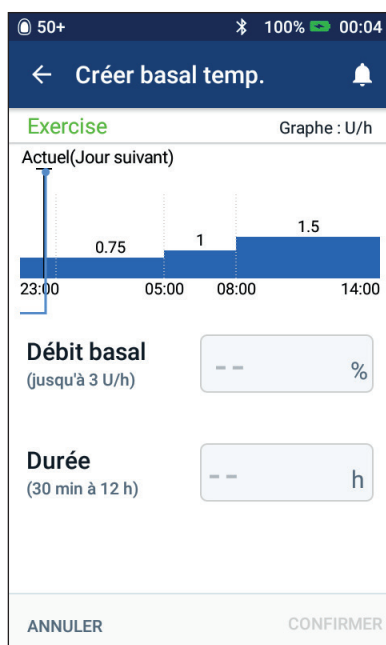 50+ 100% 00:04
← Créer basal temp.
Exercise Graphe : U/h
Actuel(Jour suivant)
0.75 1 1.5
23:00 05:00 08:00 14:00
Débit basal
(jusqu'à 3 U/h)
-- %
Durée
(30 min à 12 h)
-- h
ANNULER CONFIRMER